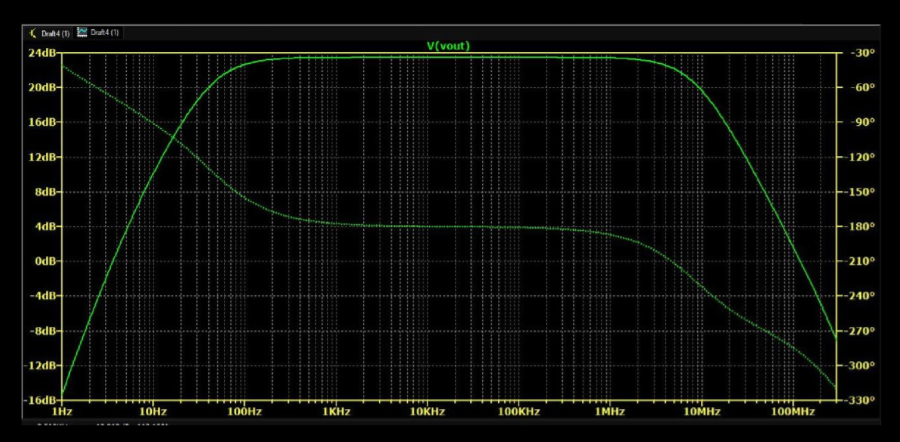 Draft4 (1) Draft4 (1)
V(vout)
24dB -30°
20dB -60°
16dB -90°
12dB -120°
8dB -150°
4dB -180°
0dB -210°
-4dB -240°
-8dB -270°
-12dB -300°
-16dB -330°
1Hz 10Hz 100Hz 1KHz 10KHz 100KHz 1MHz 10MHz 100MHz